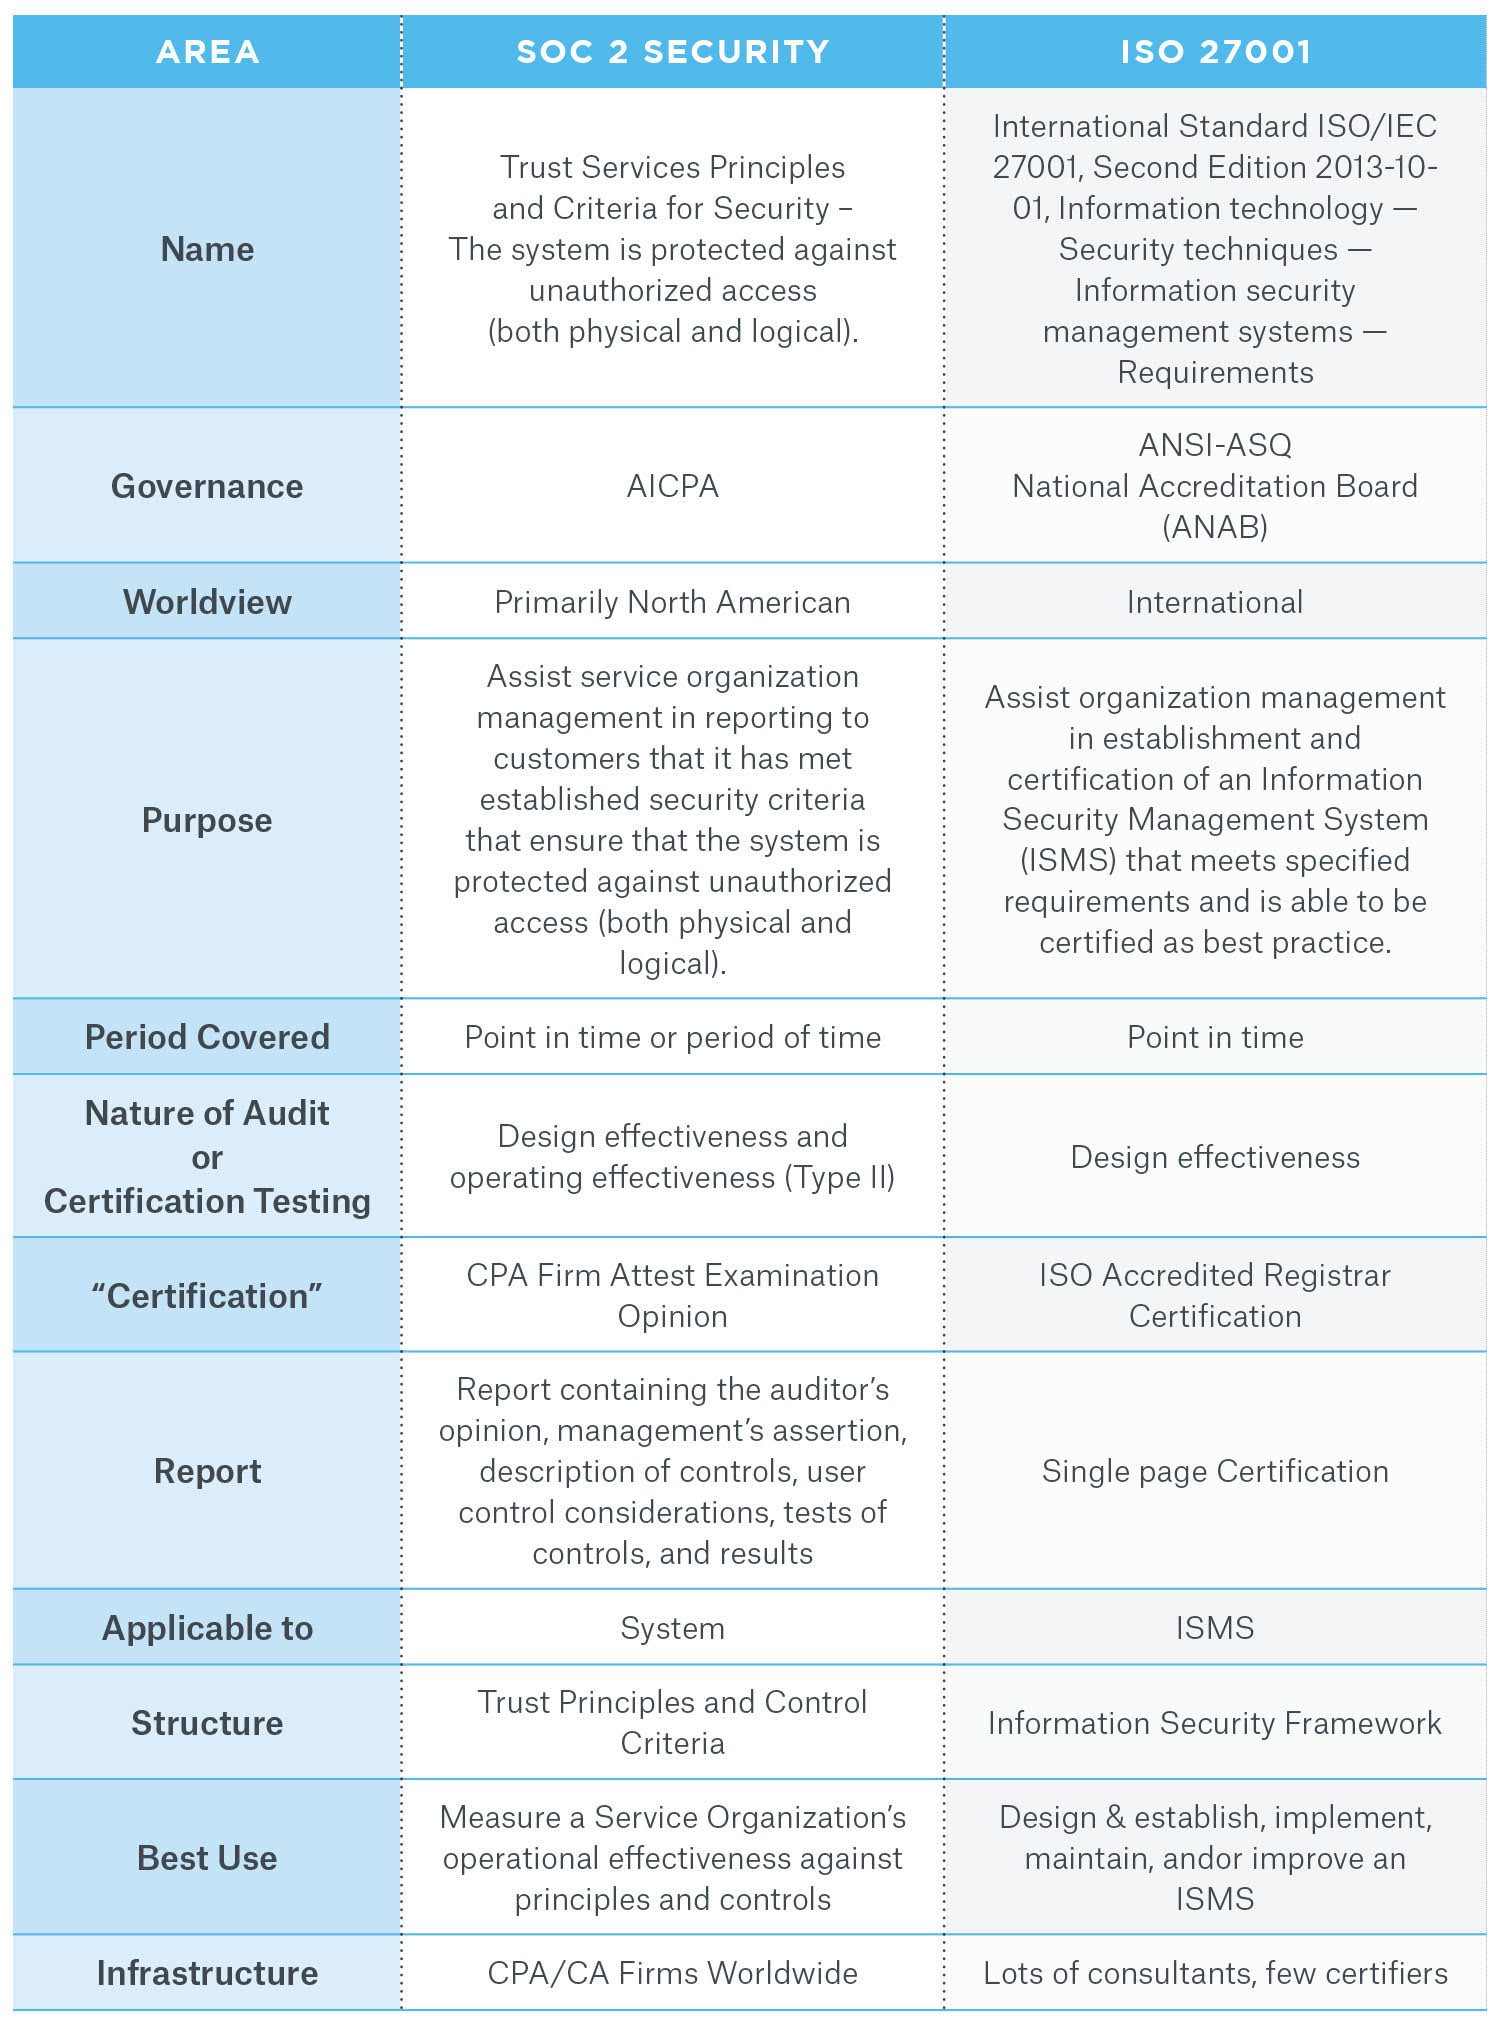 AREA
SOC 2 SECURITY
ISO 27001
Name
Trust Services Principles
and Criteria for Security –
The system is protected against
unauthorized access
(both physical and logical).
International Standard ISO/IEC
27001, Second Edition 2013-10-
01, Information technology —
Security techniques —
Information security
management systems —
Requirements
Governance
AICPA
ANSI-ASQ
National Accreditation Board
(ANAB)
Worldview
Primarily North American
International
Purpose
Assist service organization
management in reporting to
customers that it has met
established security criteria
that ensure that the system is
protected against unauthorized
access (both physical and
logical).
Assist organization management
in establishment and
certification of an Information
Security Management System
(ISMS) that meets specified
requirements and is able to be
certified as best practice.
Period Covered
Point in time or period of time
Point in time
Nature of Audit
or
Certification Testing
Design effectiveness and
operating effectiveness (Type II)
Design effectiveness
“Certification”
CPA Firm Attest Examination
Opinion
ISO Accredited Registrar
Certification
Report
Report containing the auditor’s
opinion, management’s assertion,
description of controls, user
control considerations, tests of
controls, and results
Single page Certification
Applicable to
System
ISMS
Structure
Trust Principles and Control
Criteria
Information Security Framework
Best Use
Measure a Service Organization’s
operational effectiveness against
principles and controls
Design & establish, implement,
maintain, andor improve an
ISMS
Infrastructure
CPA/CA Firms Worldwide
Lots of consultants, few certifiers